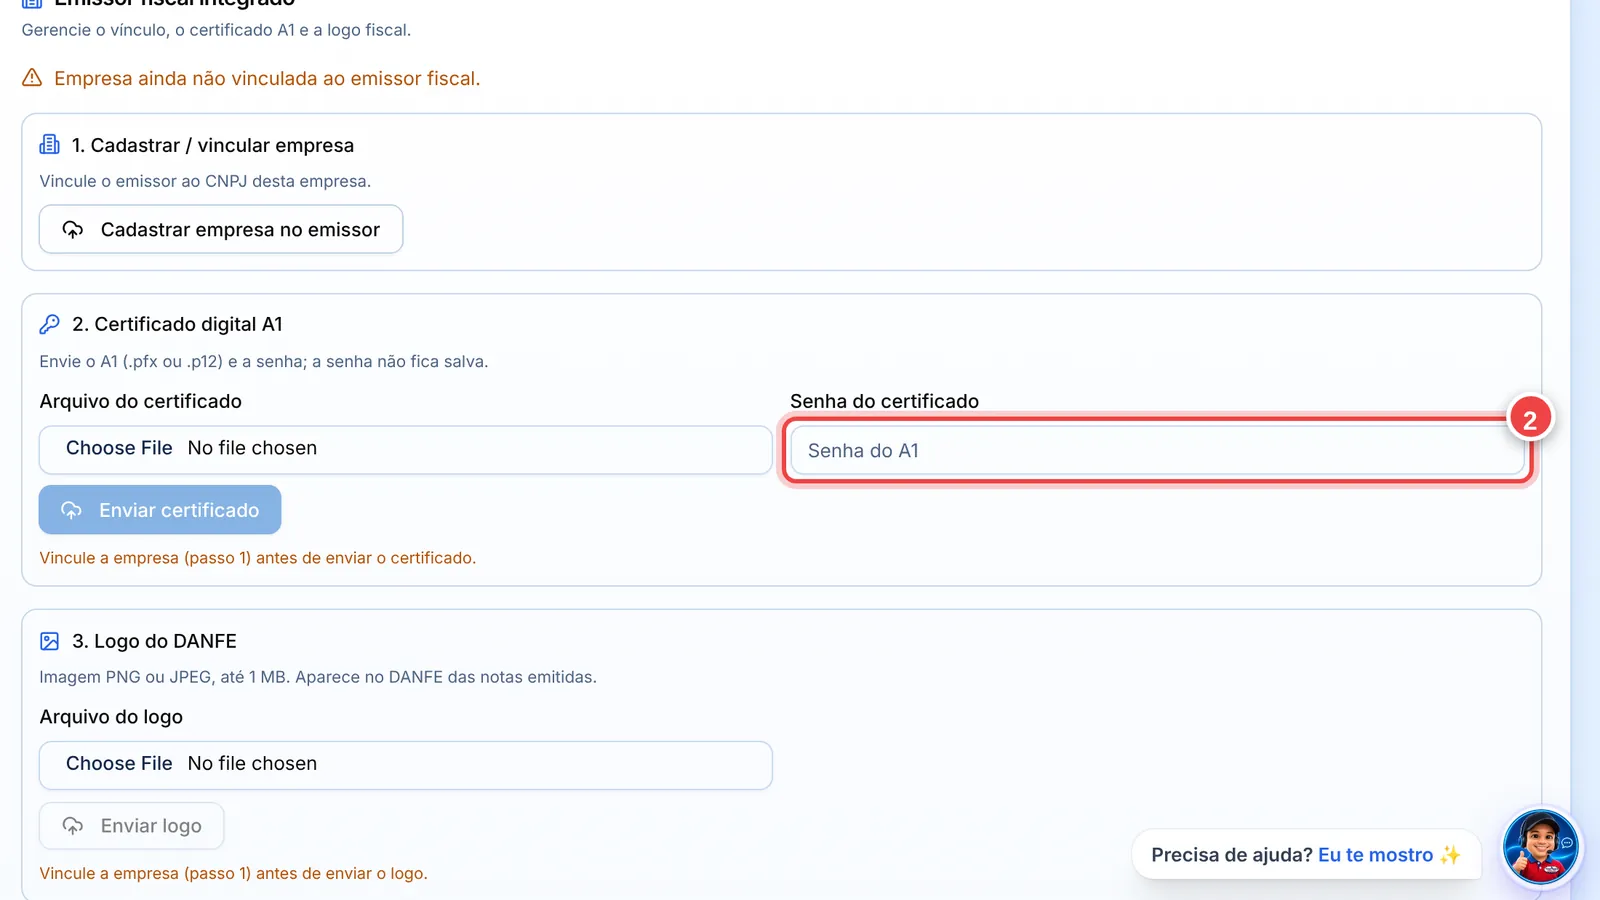 Emissor fiscal integrado
Gerencie o vínculo, o certificado A1 e a logo fiscal.
Empresa ainda não vinculada ao emissor fiscal.
1. Cadastrar / vincular empresa
Vincule o emissor ao CNPJ desta empresa.
Cadastrar empresa no emissor
2. Certificado digital A1
Envie o A1 (.pfx ou .p12) e a senha; a senha não fica salva.
Arquivo do certificado
Senha do certificado
2
Choose File No file chosen
Senha do A1
Enviar certificado
Vincule a empresa (passo 1) antes de enviar o certificado.
3. Logo do DANFE
Imagem PNG ou JPEG, até 1 MB. Aparece no DANFE das notas emitidas.
Arquivo do logo
Choose File No file chosen
Enviar logo
Vincule a empresa (passo 1) antes de enviar o logo.
Precisa de ajuda? Eu te mostro ✨